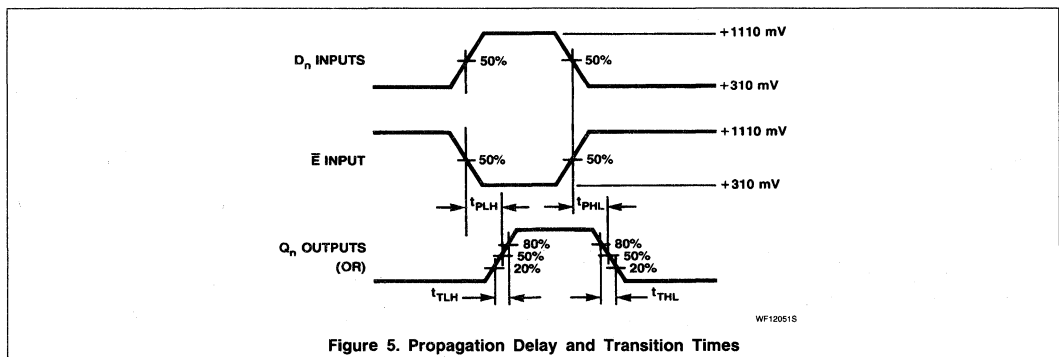 +1110 mV
Dn INPUTS
50%
50%
+310 mV
+1110 mV
E̅ INPUT
50%
50%
+310 mV
tPLH
tPHL
Qn OUTPUTS
(OR)
80%
50%
20%
80%
50%
20%
tTLH
tTHL
WF12051S
Figure 5. Propagation Delay and Transition Times